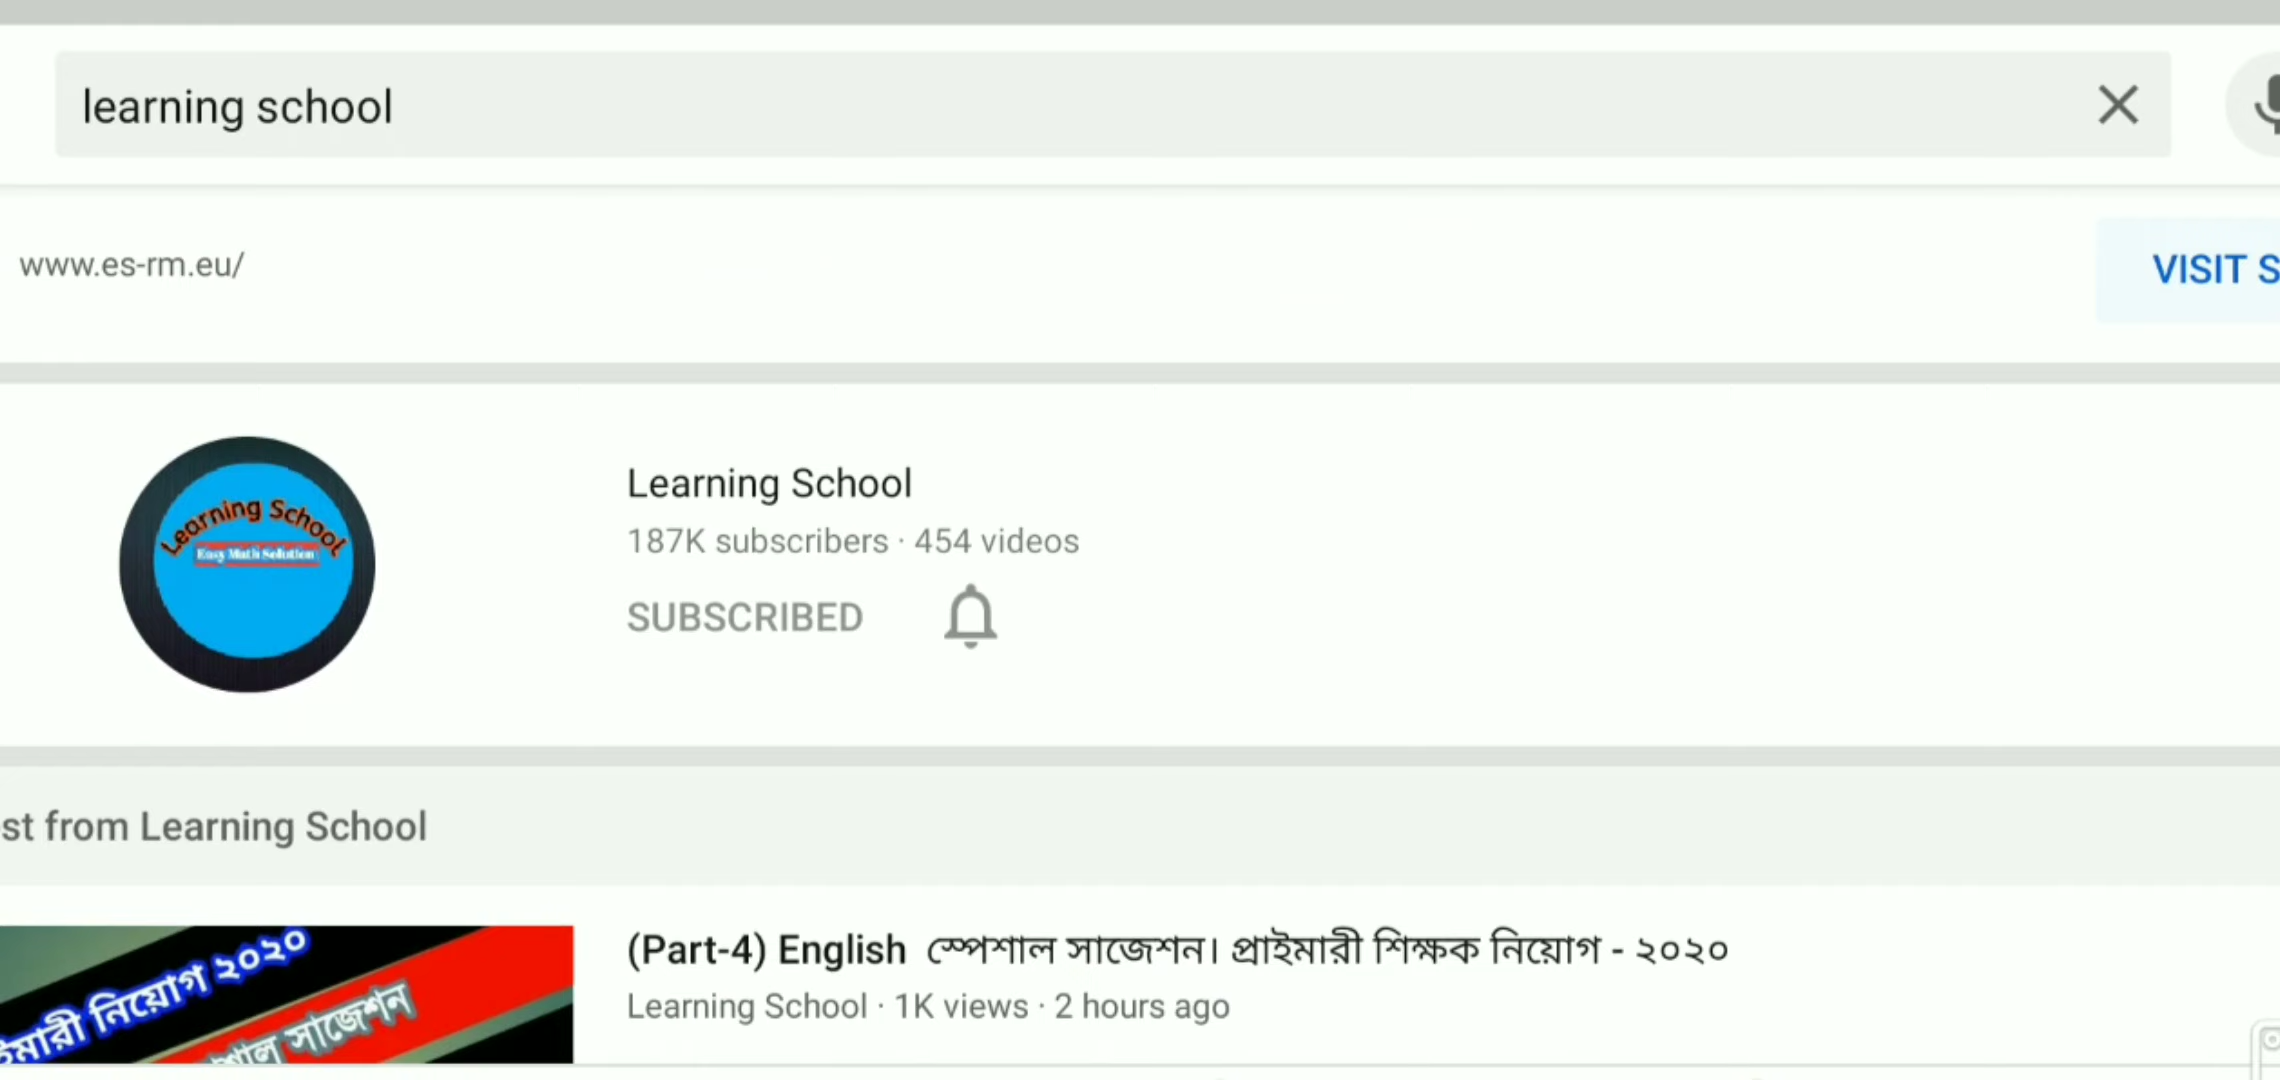 learning school
www.es-rm.eu/
VISIT S
Learning School
Easy Math Solution
Learning School
187K subscribers · 454 videos
SUBSCRIBED
st from Learning School
মারী নিয়োগ ২০২০
সাজেশন
(Part-4) English স্পেশাল সাজেশন। প্রাইমারী শিক্ষক নিয়োগ - ২০২০
Learning School · 1K views · 2 hours ago